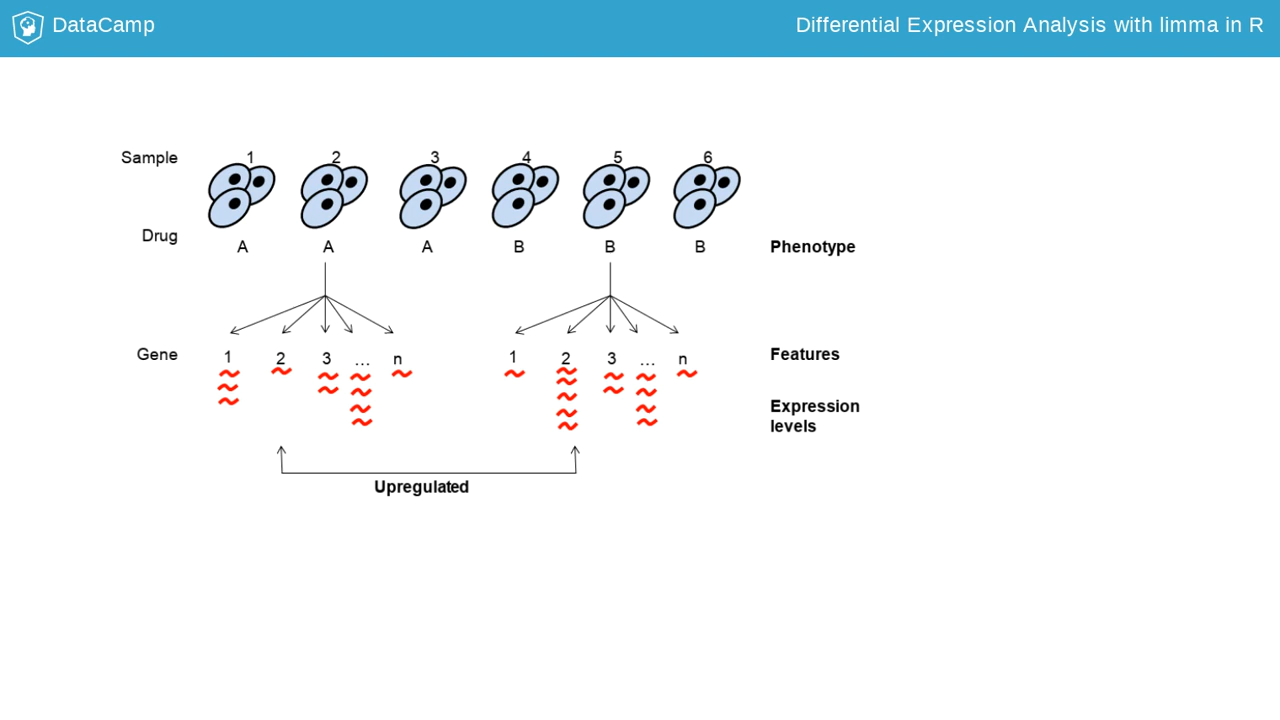 DataCamp
Differential Expression Analysis with limma in R
Sample 1 2 3 4 5 6
Drug
A A A B B B Phenotype
Gene 1 2 3 ... n 1 2 3 ... n Features
Expression
levels
Upregulated